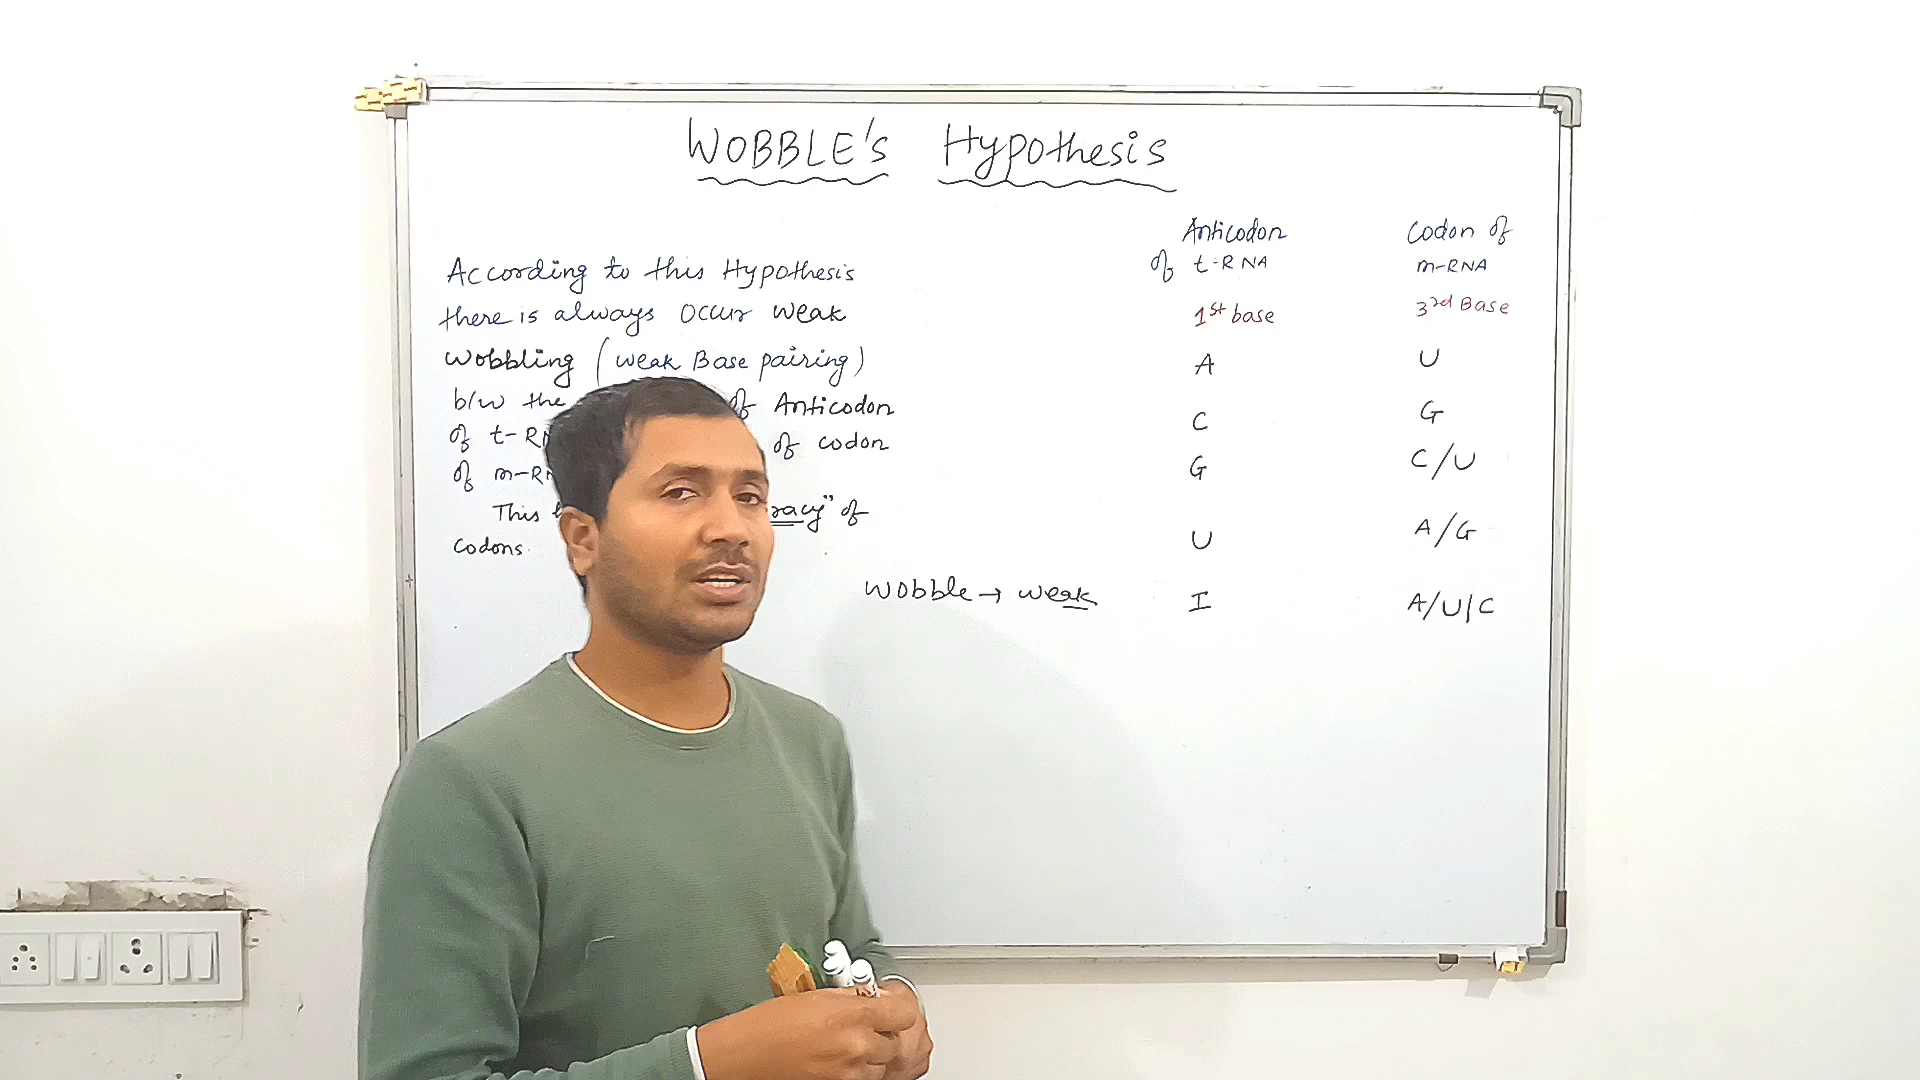 WOBBLE's Hypothesis
According to this Hypothesis
there is always occur weak
wobbling (weak Base pairing)
b/w the of Anticodon
of t- of codon
of m-
This of
codons.
wobble → weak
Anticodon of t-RNA Codon of m-RNA
1st base 3rd Base
A U
C G
G C/U
U A/G
I A/U/C